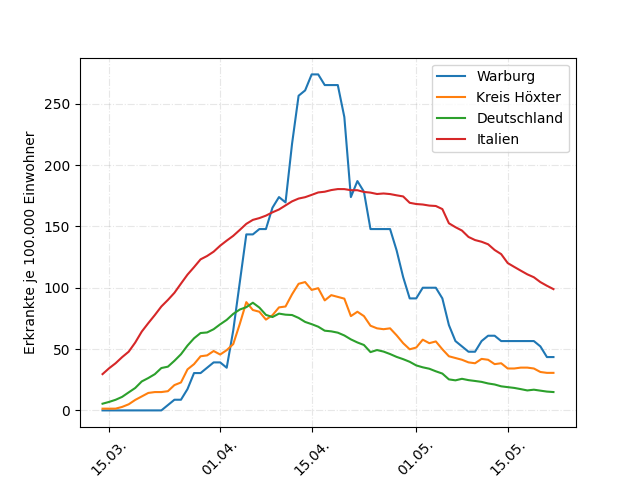 Warburg
Kreis Höxter
Deutschland
Italien
Erkrankte je 100.000 Einwohner
250
200
150
100
50
0
15.03.
01.04.
15.04.
01.05.
15.05.